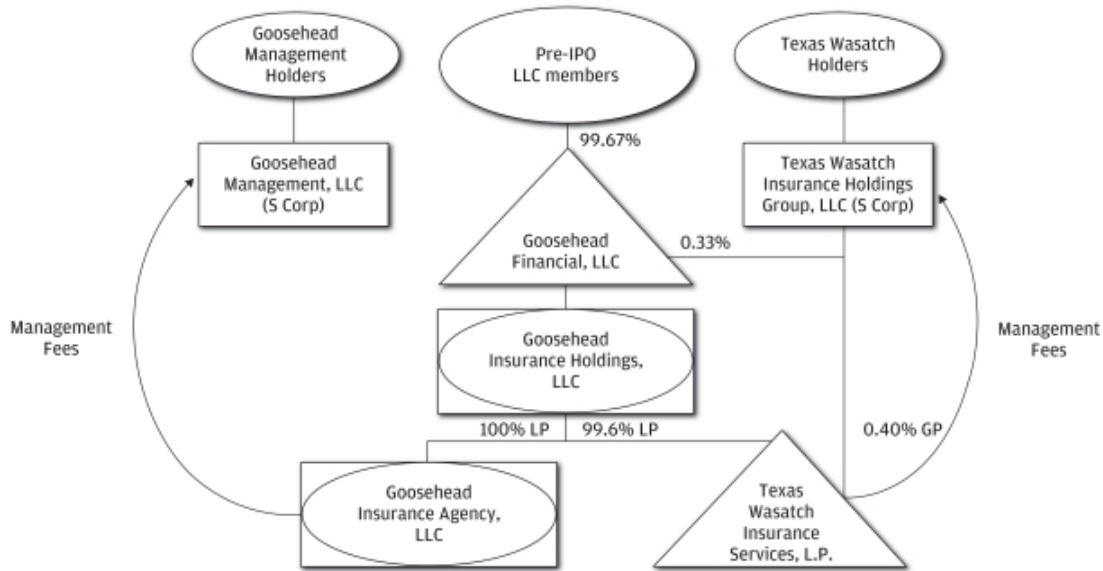 Goosehead
Management
Holders
Pre-IPO
LLC members
Texas Wasatch
Holders
99.67%
Goosehead
Management, LLC
(S Corp)
Texas Wasatch
Insurance Holdings
Group, LLC (S Corp)
Goosehead
Financial, LLC
0.33%
Management
Fees
Goosehead
Insurance Holdings,
LLC
Management
Fees
100% LP
99.6% LP
0.40% GP
Goosehead
Insurance Agency,
LLC
Texas
Wasatch
Insurance
Services, L.P.